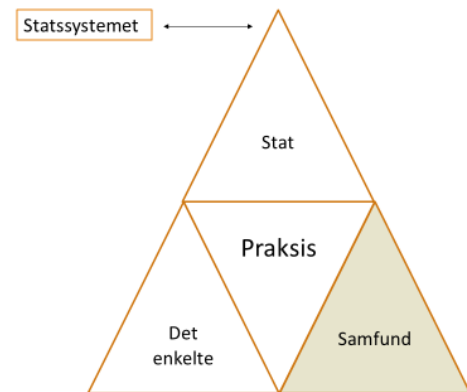 Statssystemet
Stat
Praksis
Det
enkelte
Samfund